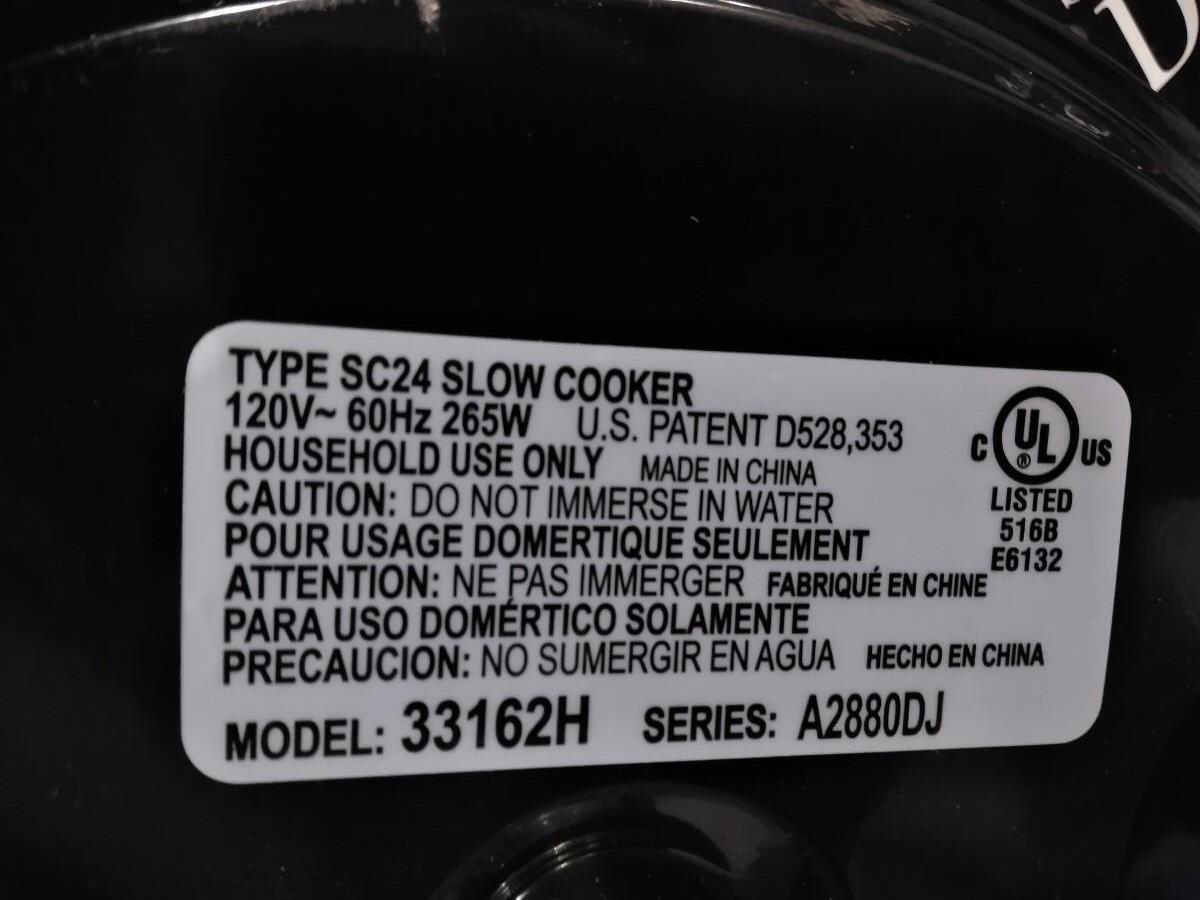 TYPE SC24 SLOW COOKER
120V~ 60Hz 265W U.S. PATENT D528,353
HOUSEHOLD USE ONLY MADE IN CHINA
CAUTION: DO NOT IMMERSE IN WATER
POUR USAGE DOMERTIQUE SEULEMENT
ATTENTION: NE PAS IMMERGER FABRIQUÉ EN CHINE
PARA USO DOMÉRTICO SOLAMENTE
PRECAUCION: NO SUMERGIR EN AGUA HECHO EN CHINA
MODEL: 33162H SERIES: A2880DJ
C UL® US
LISTED
516B
E6132